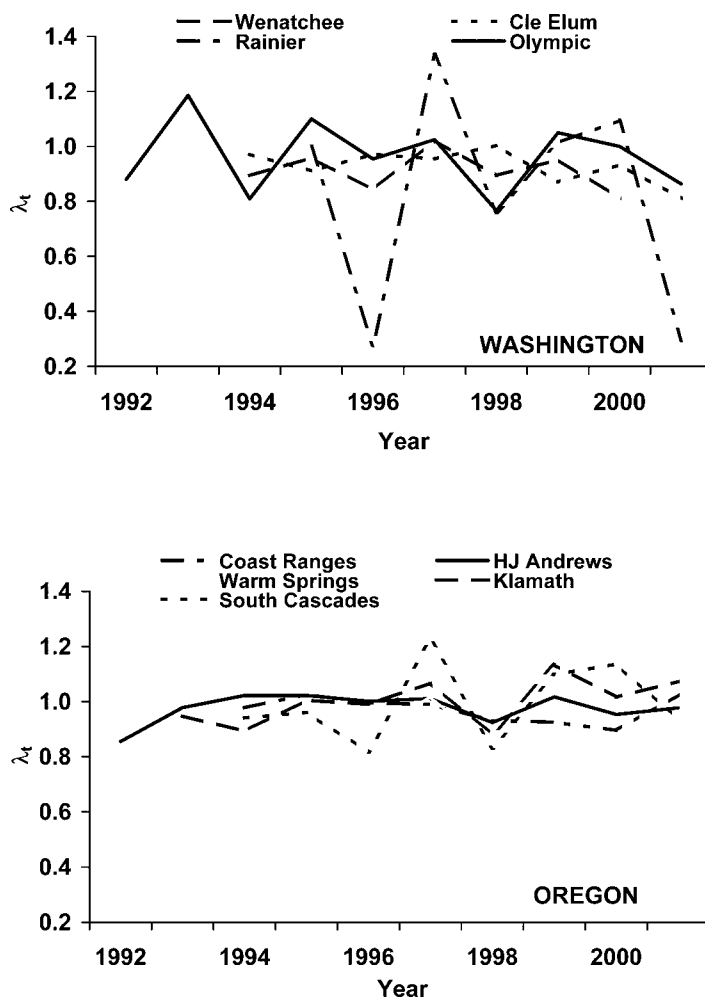 Wenatchee Cle Elum
Rainier Olympic
1.4
1.2
1.0
0.8
0.6
0.4
0.2
λt
WASHINGTON
1992 1994 1996 1998 2000
Year
Coast Ranges HJ Andrews
Warm Springs Klamath
South Cascades
1.4
1.2
1.0
0.8
0.6
0.4
0.2
λt
OREGON
1992 1994 1996 1998 2000
Year